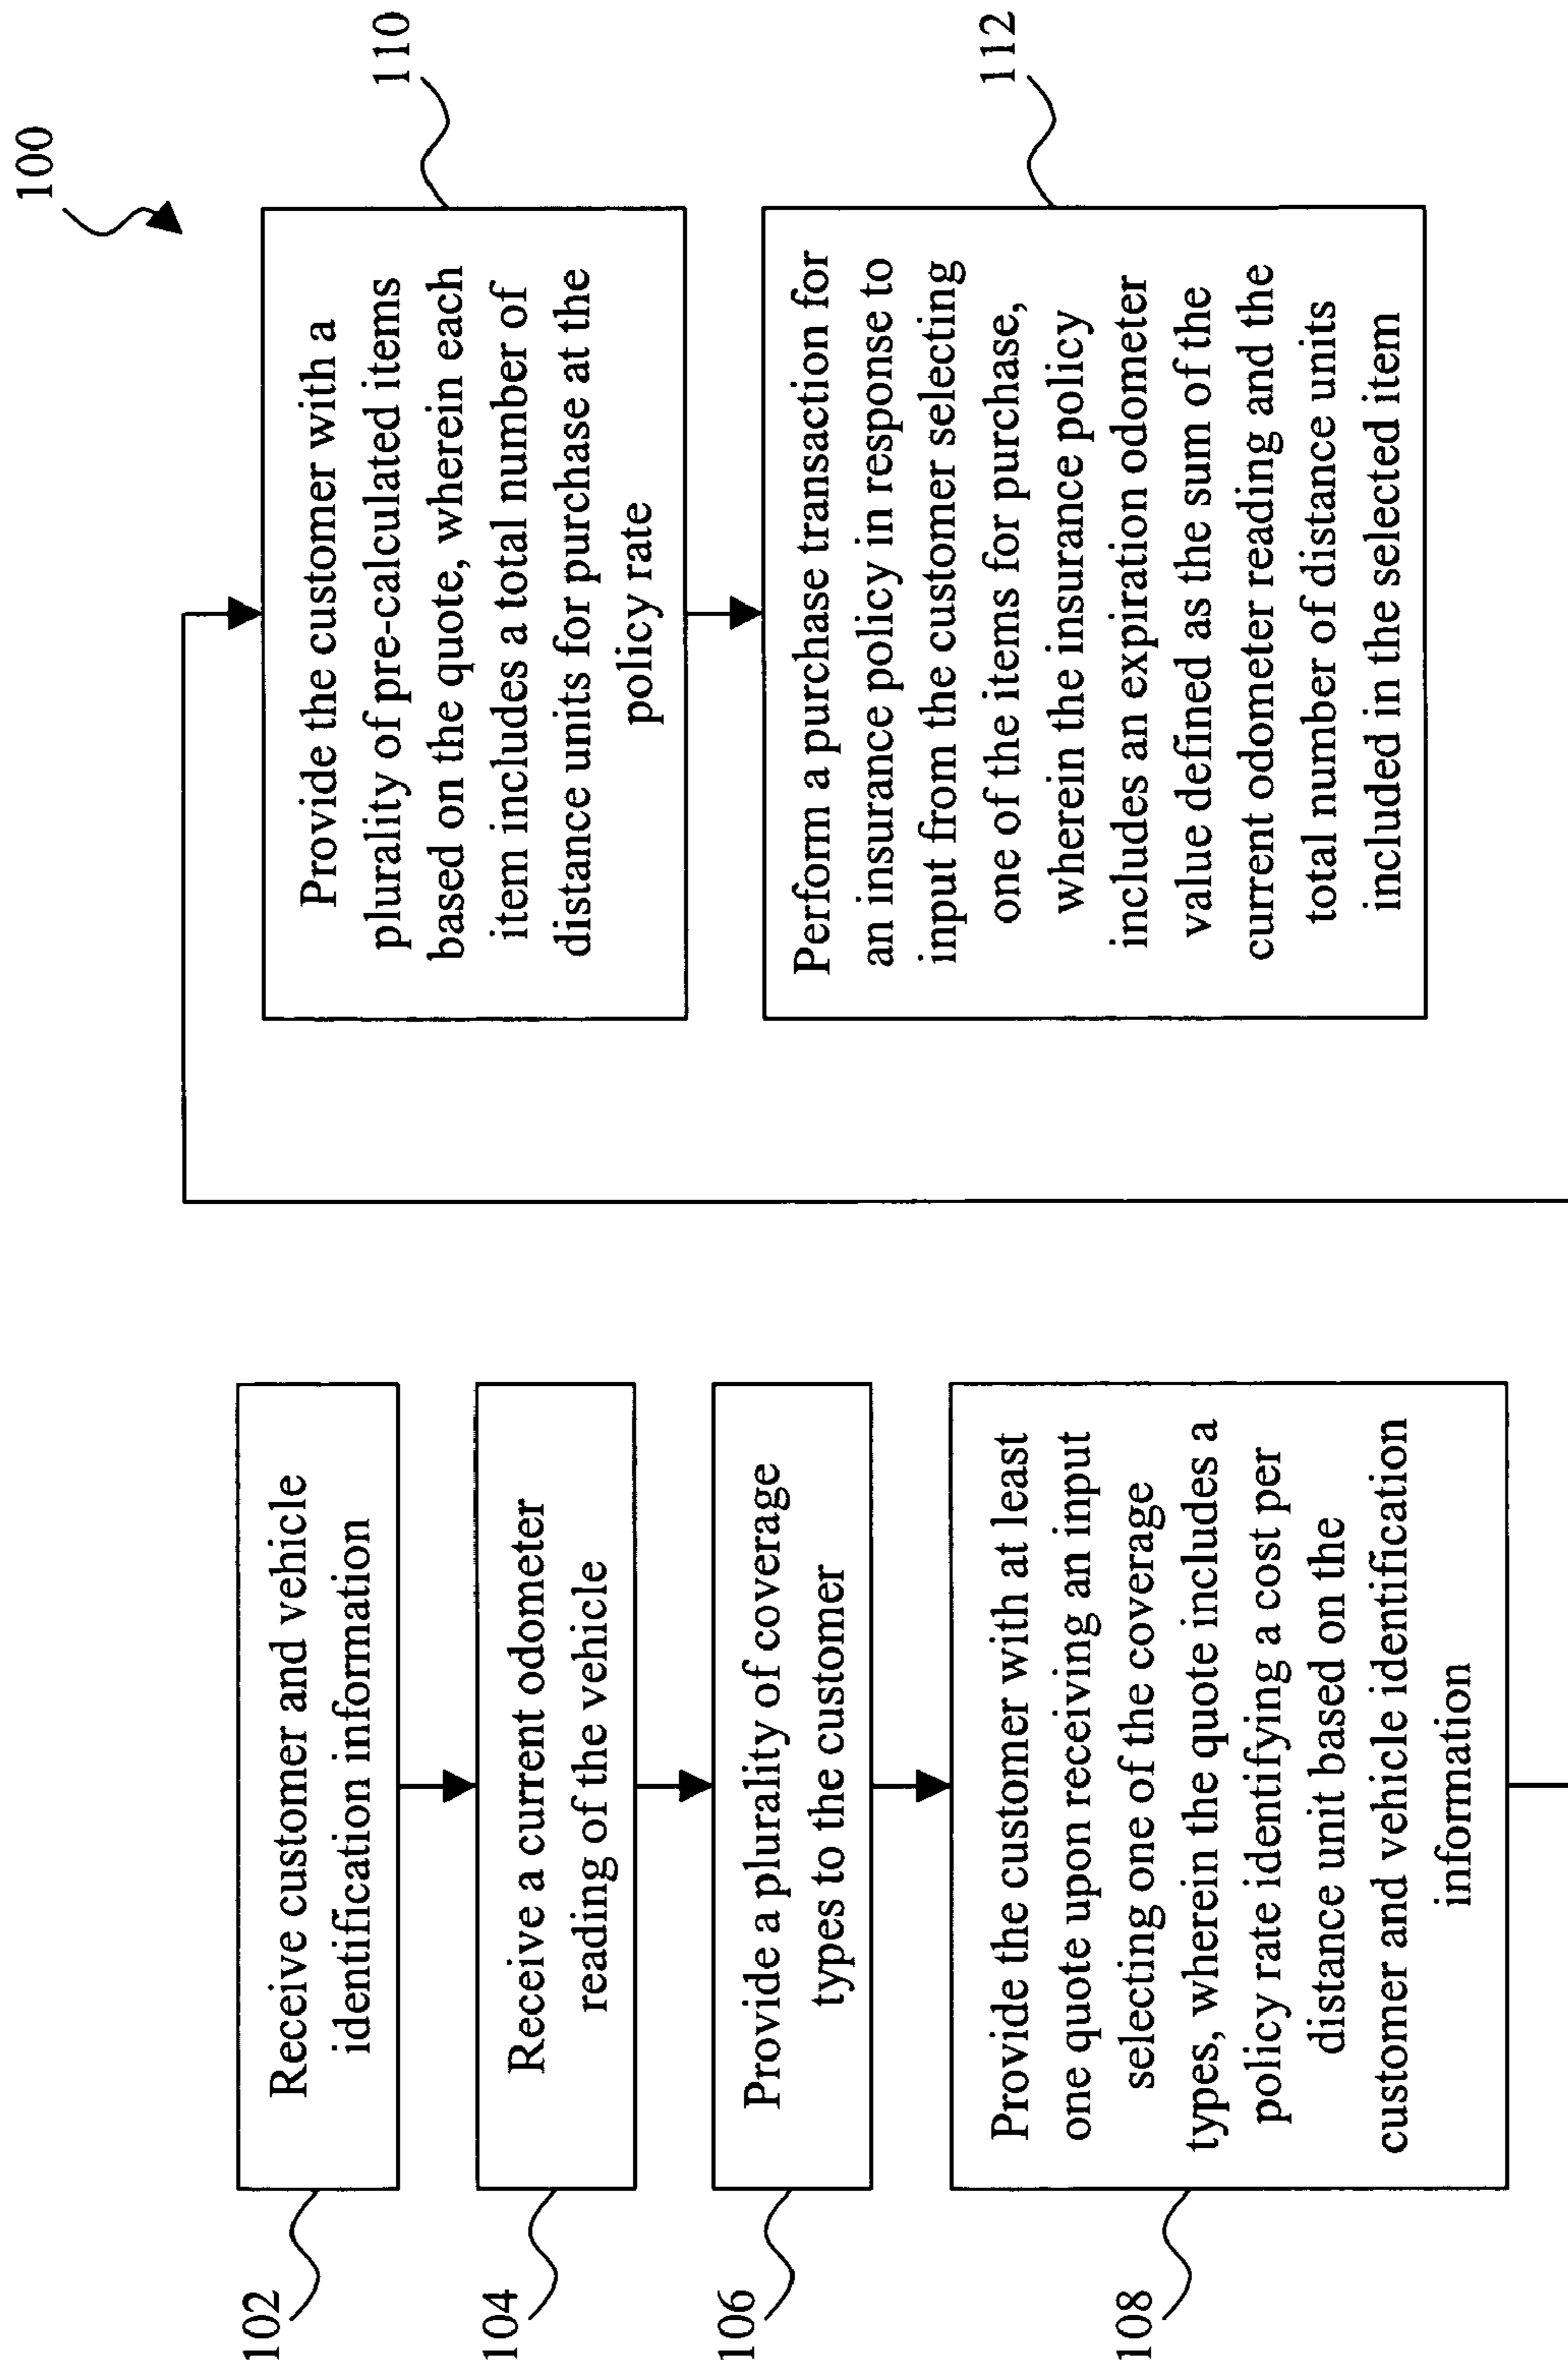 100
102
Receive customer and vehicle
identification information
104
Receive a current odometer
reading of the vehicle
106
Provide a plurality of coverage
types to the customer
108
Provide the customer with at least
one quote upon receiving an input
selecting one of the coverage
types, wherein the quote includes a
policy rate identifying a cost per
distance unit based on the
customer and vehicle identification
information
110
Provide the customer with a
plurality of pre-calculated items
based on the quote, wherein each
item includes a total number of
distance units for purchase at the
policy rate
112
Perform a purchase transaction for
an insurance policy in response to
input from the customer selecting
one of the items for purchase,
wherein the insurance policy
includes an expiration odometer
value defined as the sum of the
current odometer reading and the
total number of distance units
included in the selected item